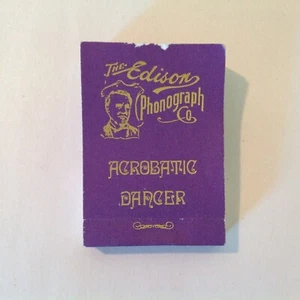 The Edison
Phonograph
Co.
ACROBATIC
DANCER